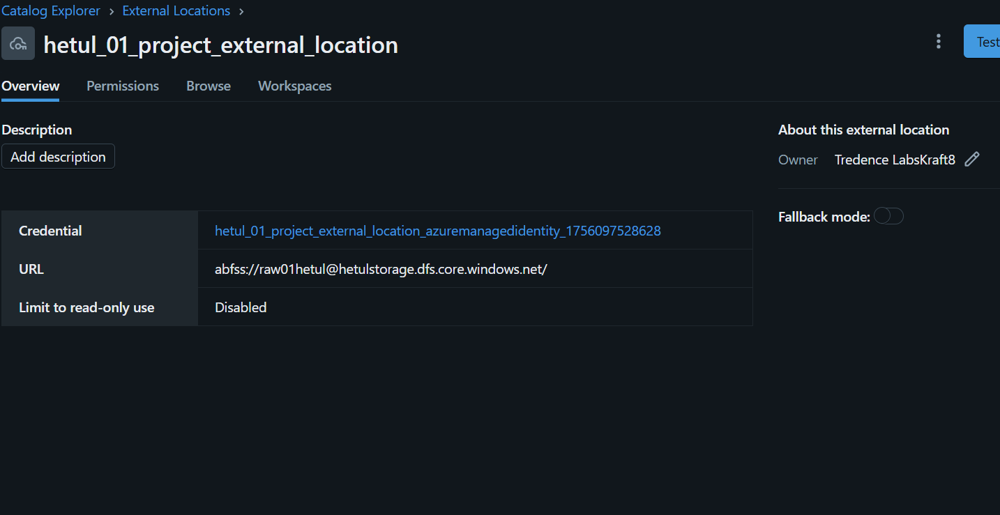 Catalog Explorer > External Locations >
hetul_01_project_external_location
Test
Overview Permissions Browse Workspaces
Description
Add description
Credential hetul_01_project_external_location_azuremanagedidentity_1756097528628
URL abfss://raw01hetul@hetulstorage.dfs.core.windows.net/
Limit to read-only use Disabled
About this external location
Owner Tredence LabsKraft8
Fallback mode: